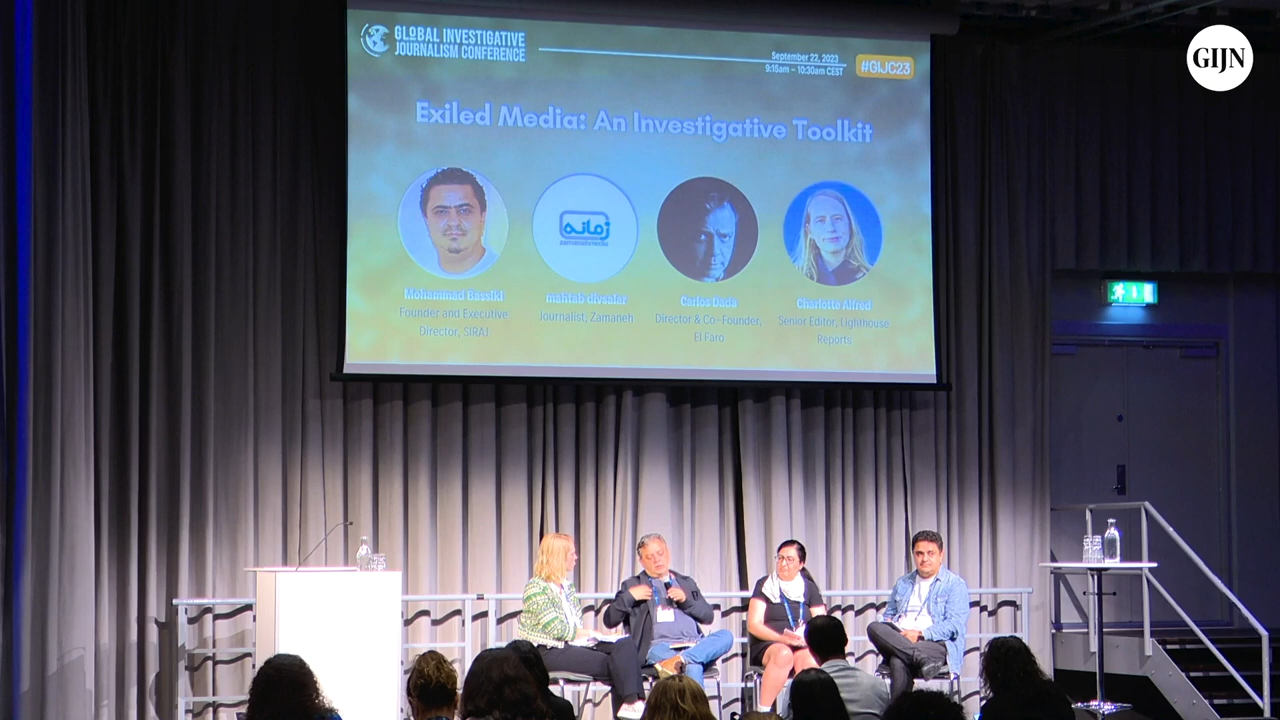 GLOBAL INVESTIGATIVE
JOURNALISM CONFERENCE
September 22, 2023
9:15am – 10:30am CEST
#GIJC23
GIJN
Exiled Media: An Investigative Toolkit
زمانه
zamanehmedia
Mohammad Bassiki
Founder and Executive
Director, SIRAJ
mahtab divsalar
Journalist, Zamaneh
Carlos Dada
Director & Co-Founder,
El Faro
Charlotte Alfred
Senior Editor, Lighthouse
Reports